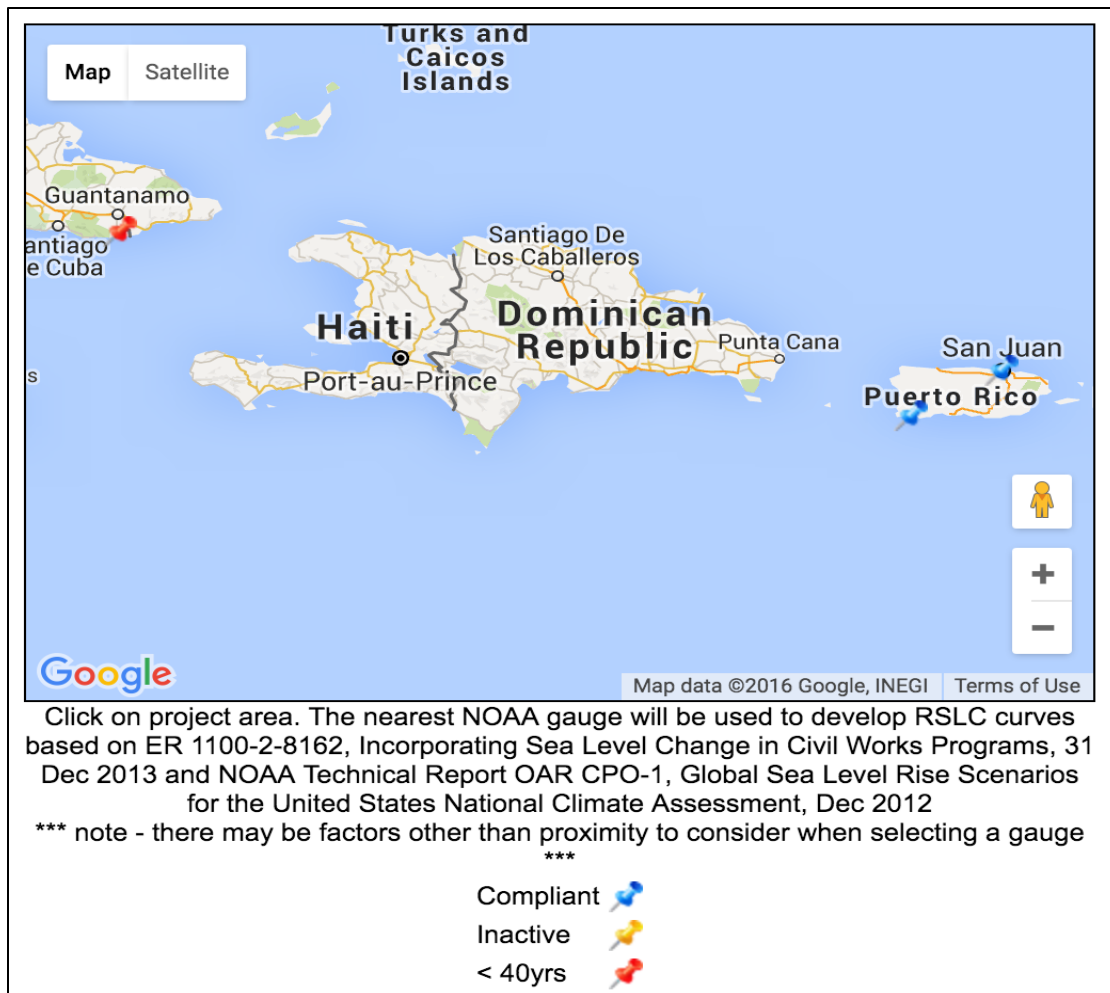 Turks and
Caicos
Islands
Map Satellite
Guantanamo
antiago
e Cuba
Santiago De
Los Caballeros
Haiti
Dominican
Republic
Punta Cana
San Juan
s
Port-au-Prince
Puerto Rico
+
−
Google
Map data ©2016 Google, INEGI Terms of Use
Click on project area. The nearest NOAA gauge will be used to develop RSLC curves
based on ER 1100-2-8162, Incorporating Sea Level Change in Civil Works Programs, 31
Dec 2013 and NOAA Technical Report OAR CPO-1, Global Sea Level Rise Scenarios
for the United States National Climate Assessment, Dec 2012
*** note - there may be factors other than proximity to consider when selecting a gauge
***
Compliant
Inactive
< 40yrs